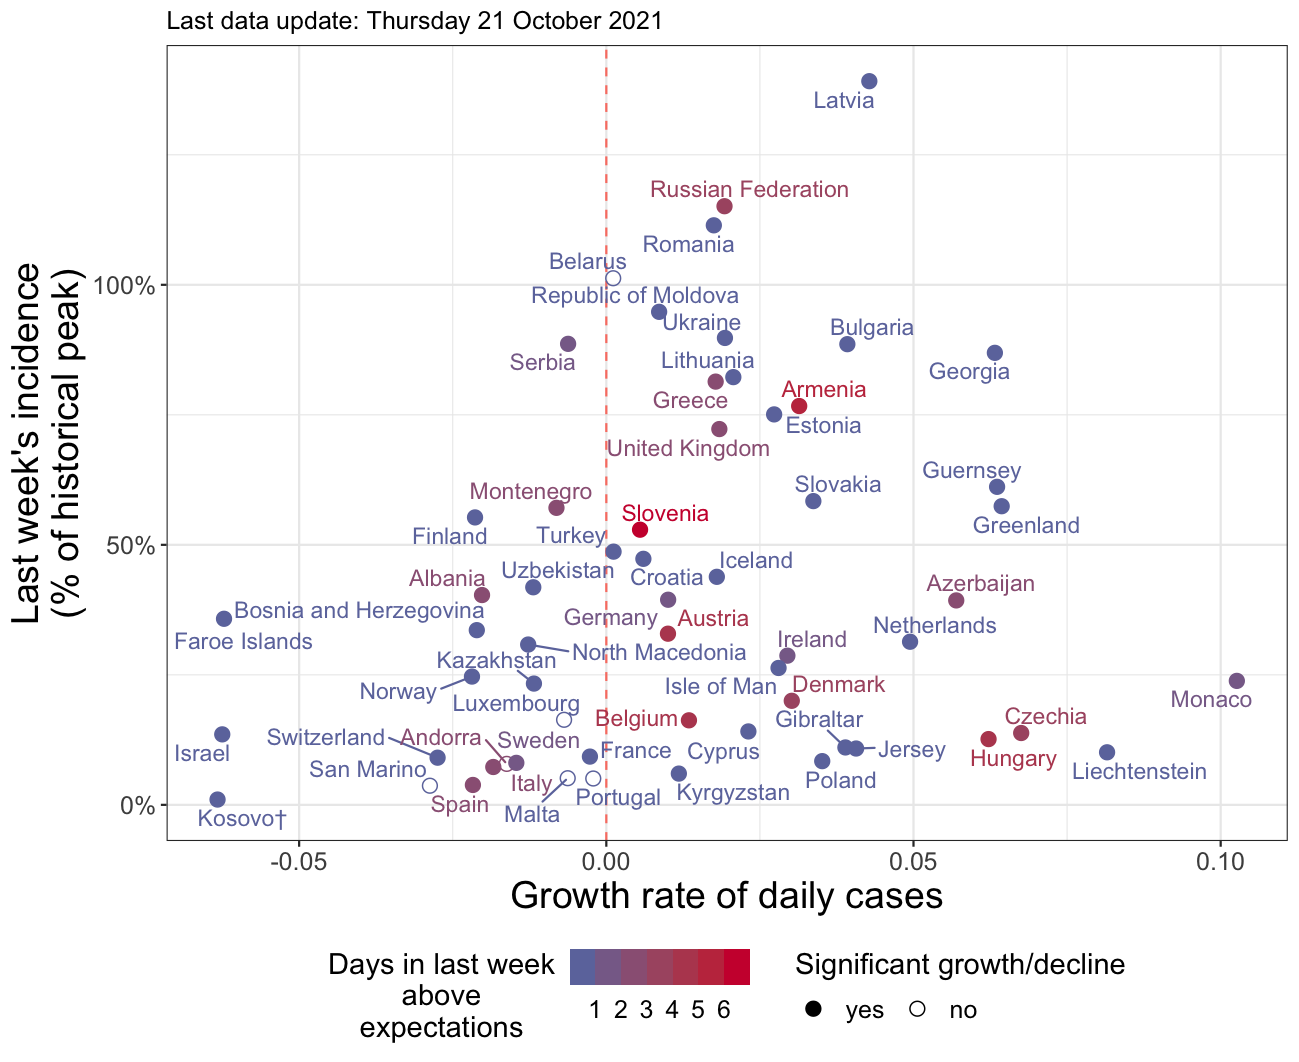 Last data update: Thursday 21 October 2021
Last week's incidence
(% of historical peak)
100%
50%
0%
Latvia
Russian Federation
Romania
Belarus
Republic of Moldova
Ukraine
Bulgaria
Serbia
Lithuania
Georgia
Armenia
Greece
Estonia
United Kingdom
Guernsey
Slovakia
Montenegro
Slovenia
Greenland
Finland
Turkey
Iceland
Uzbekistan
Croatia
Albania
Azerbaijan
Bosnia and Herzegovina
Germany
Austria
Netherlands
Faroe Islands
Ireland
North Macedonia
Kazakhstan
Isle of Man
Denmark
Norway
Monaco
Luxembourg
Belgium
Gibraltar
Czechia
Switzerland
Andorra
Sweden
France
Cyprus
Jersey
Israel
Hungary
San Marino
Liechtenstein
Italy
Poland
Kyrgyzstan
Portugal
Spain
Malta
Kosovo†
-0.05
0.00
0.05
0.10
Growth rate of daily cases
Days in last week
above
expectations
1 2 3 4 5 6
Significant growth/decline
yes
no